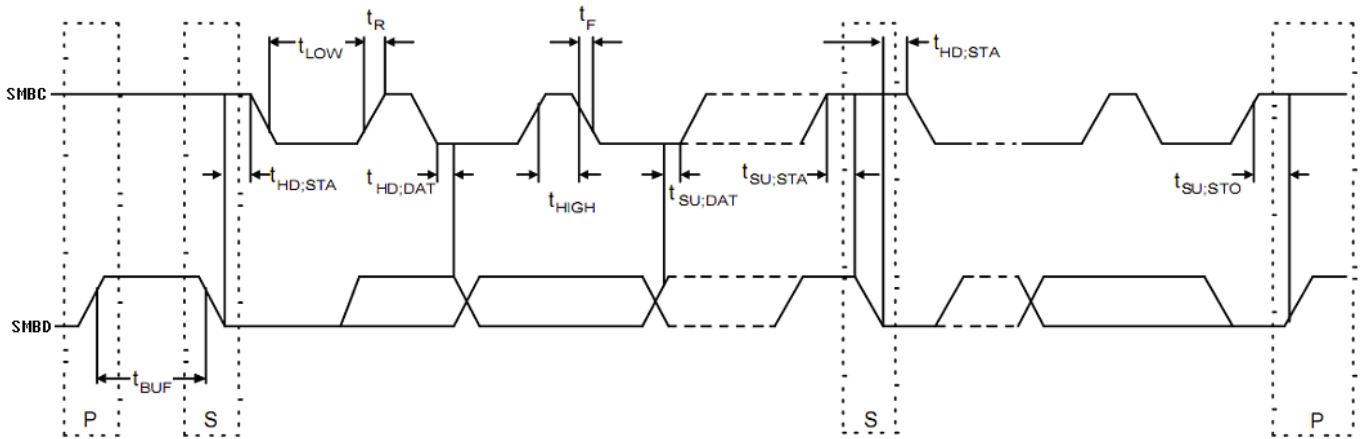 tR
tF
tLOW
tHD;STA
SMBC
tHD;STA
tHD;DAT
tHIGH
tSU;DAT
tSU;STA
tSU;STO
SMBD
tBUF
P
S
S
P